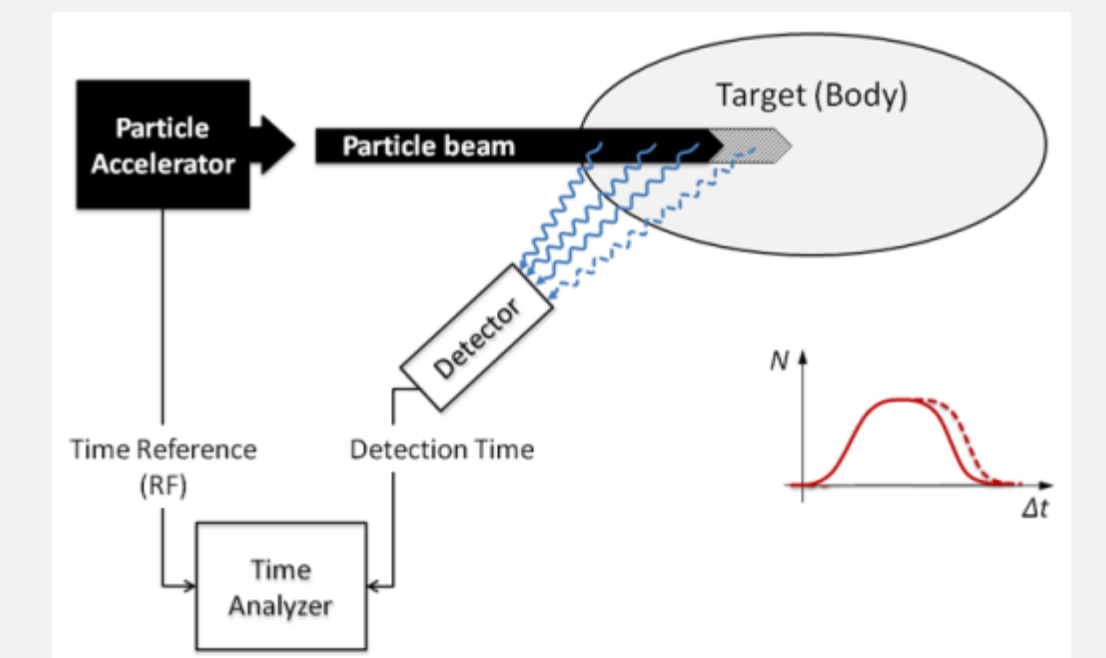 Target (Body)
Particle
Accelerator
Particle beam
Detector
N
Time Reference
(RF)
Detection Time
Δt
Time
Analyzer